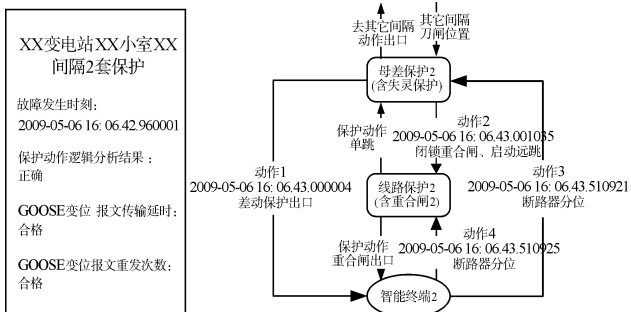 XX变电站XX小室XX
间隔2套保护
故障发生时刻:
2009-05-06 16: 06.42.960001
保护动作逻辑分析结果：
正确
GOOSE变位 报文传输延时:
合格
GOOSE变位报文重发次数:
合格
去其它间隔
动作出口
其它间隔
刀闸位置
母差保护2
(含失灵保护)
保护动作
单跳
动作2
2009-05-06 16: 06.43.001035
闭锁重合闸、启动远跳
动作1
2009-05-06 16: 06.43.000004
差动保护出口
动作3
2009-05-06 16: 06.43.510921
断路器分位
线路保护2
(含重合闸2)
保护动作
重合闸出口
动作4
2009-05-06 16: 06.43.510925
断路器分位
智能终端2